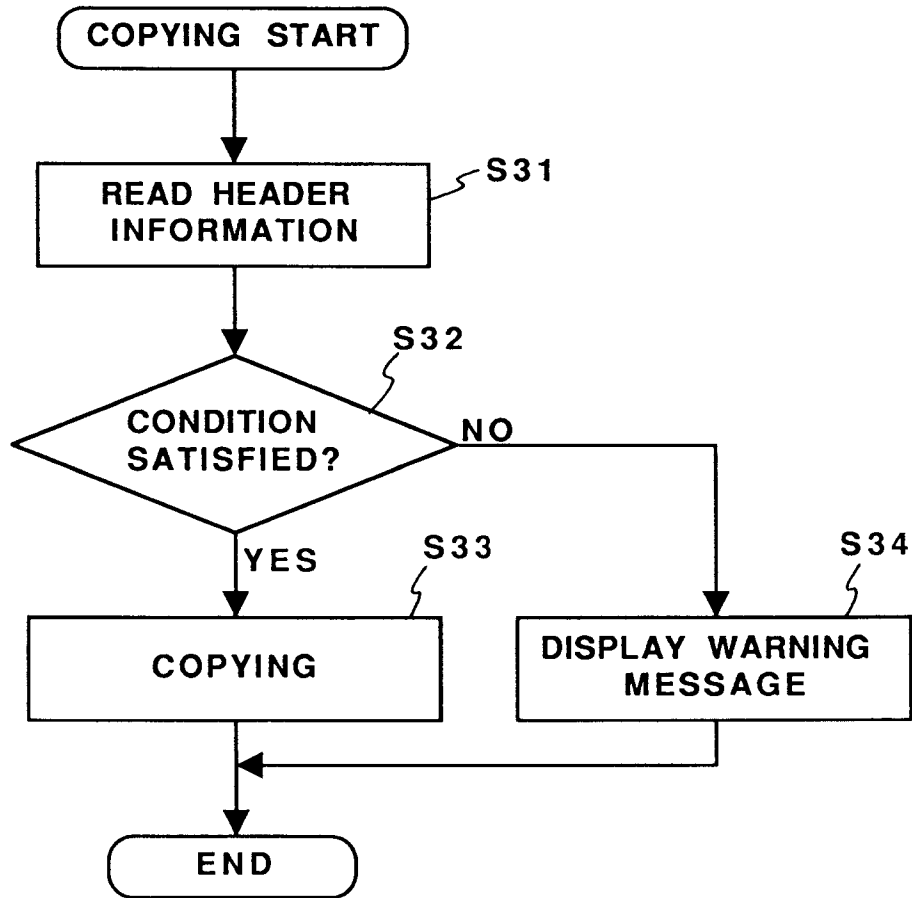 COPYING START
S31
READ HEADER
INFORMATION
S32
CONDITION
SATISFIED?
NO
YES
S33
COPYING
S34
DISPLAY WARNING
MESSAGE
END